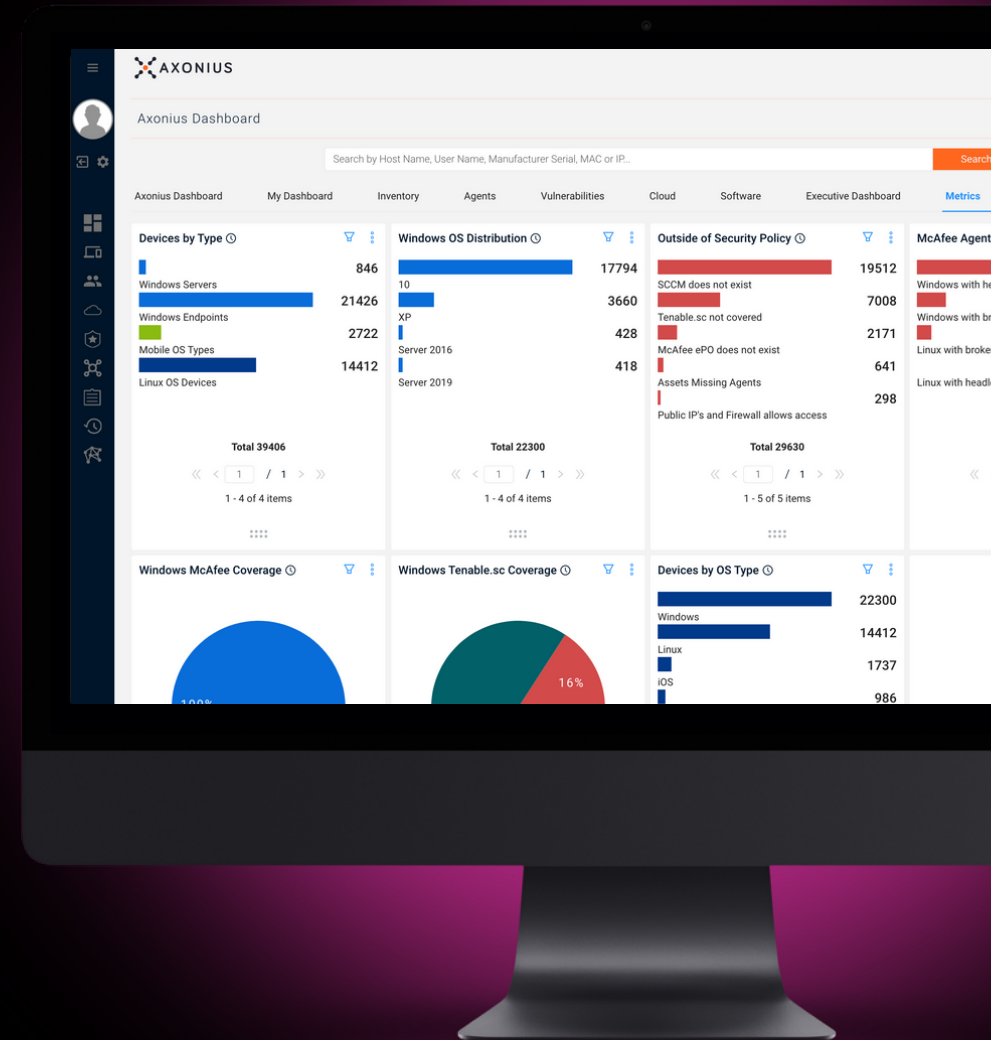 AXONIUS
Axonius Dashboard
Search by Host Name, User Name, Manufacturer Serial, MAC or IP...
Search
Axonius Dashboard
My Dashboard
Inventory
Agents
Vulnerabilities
Cloud
Software
Executive Dashboard
Metrics
Devices by Type
846
Windows Servers
21426
Windows Endpoints
2722
Mobile OS Types
14412
Linux OS Devices
Total 39406
1 / 1
1 - 4 of 4 items
Windows OS Distribution
17794
10
3660
XP
428
Server 2016
418
Server 2019
Total 22300
1 / 1
1 - 4 of 4 items
Outside of Security Policy
19512
SCCM does not exist
7008
Tenable.sc not covered
2171
McAfee ePO does not exist
641
Assets Missing Agents
298
Public IP's and Firewall allows access
Total 29630
1 / 1
1 - 5 of 5 items
McAfee Agent
Windows with
Windows with
Linux with
Linux with
Windows McAfee Coverage
100%
Windows Tenable.sc Coverage
16%
Devices by OS Type
22300
Windows
14412
Linux
1737
iOS
986